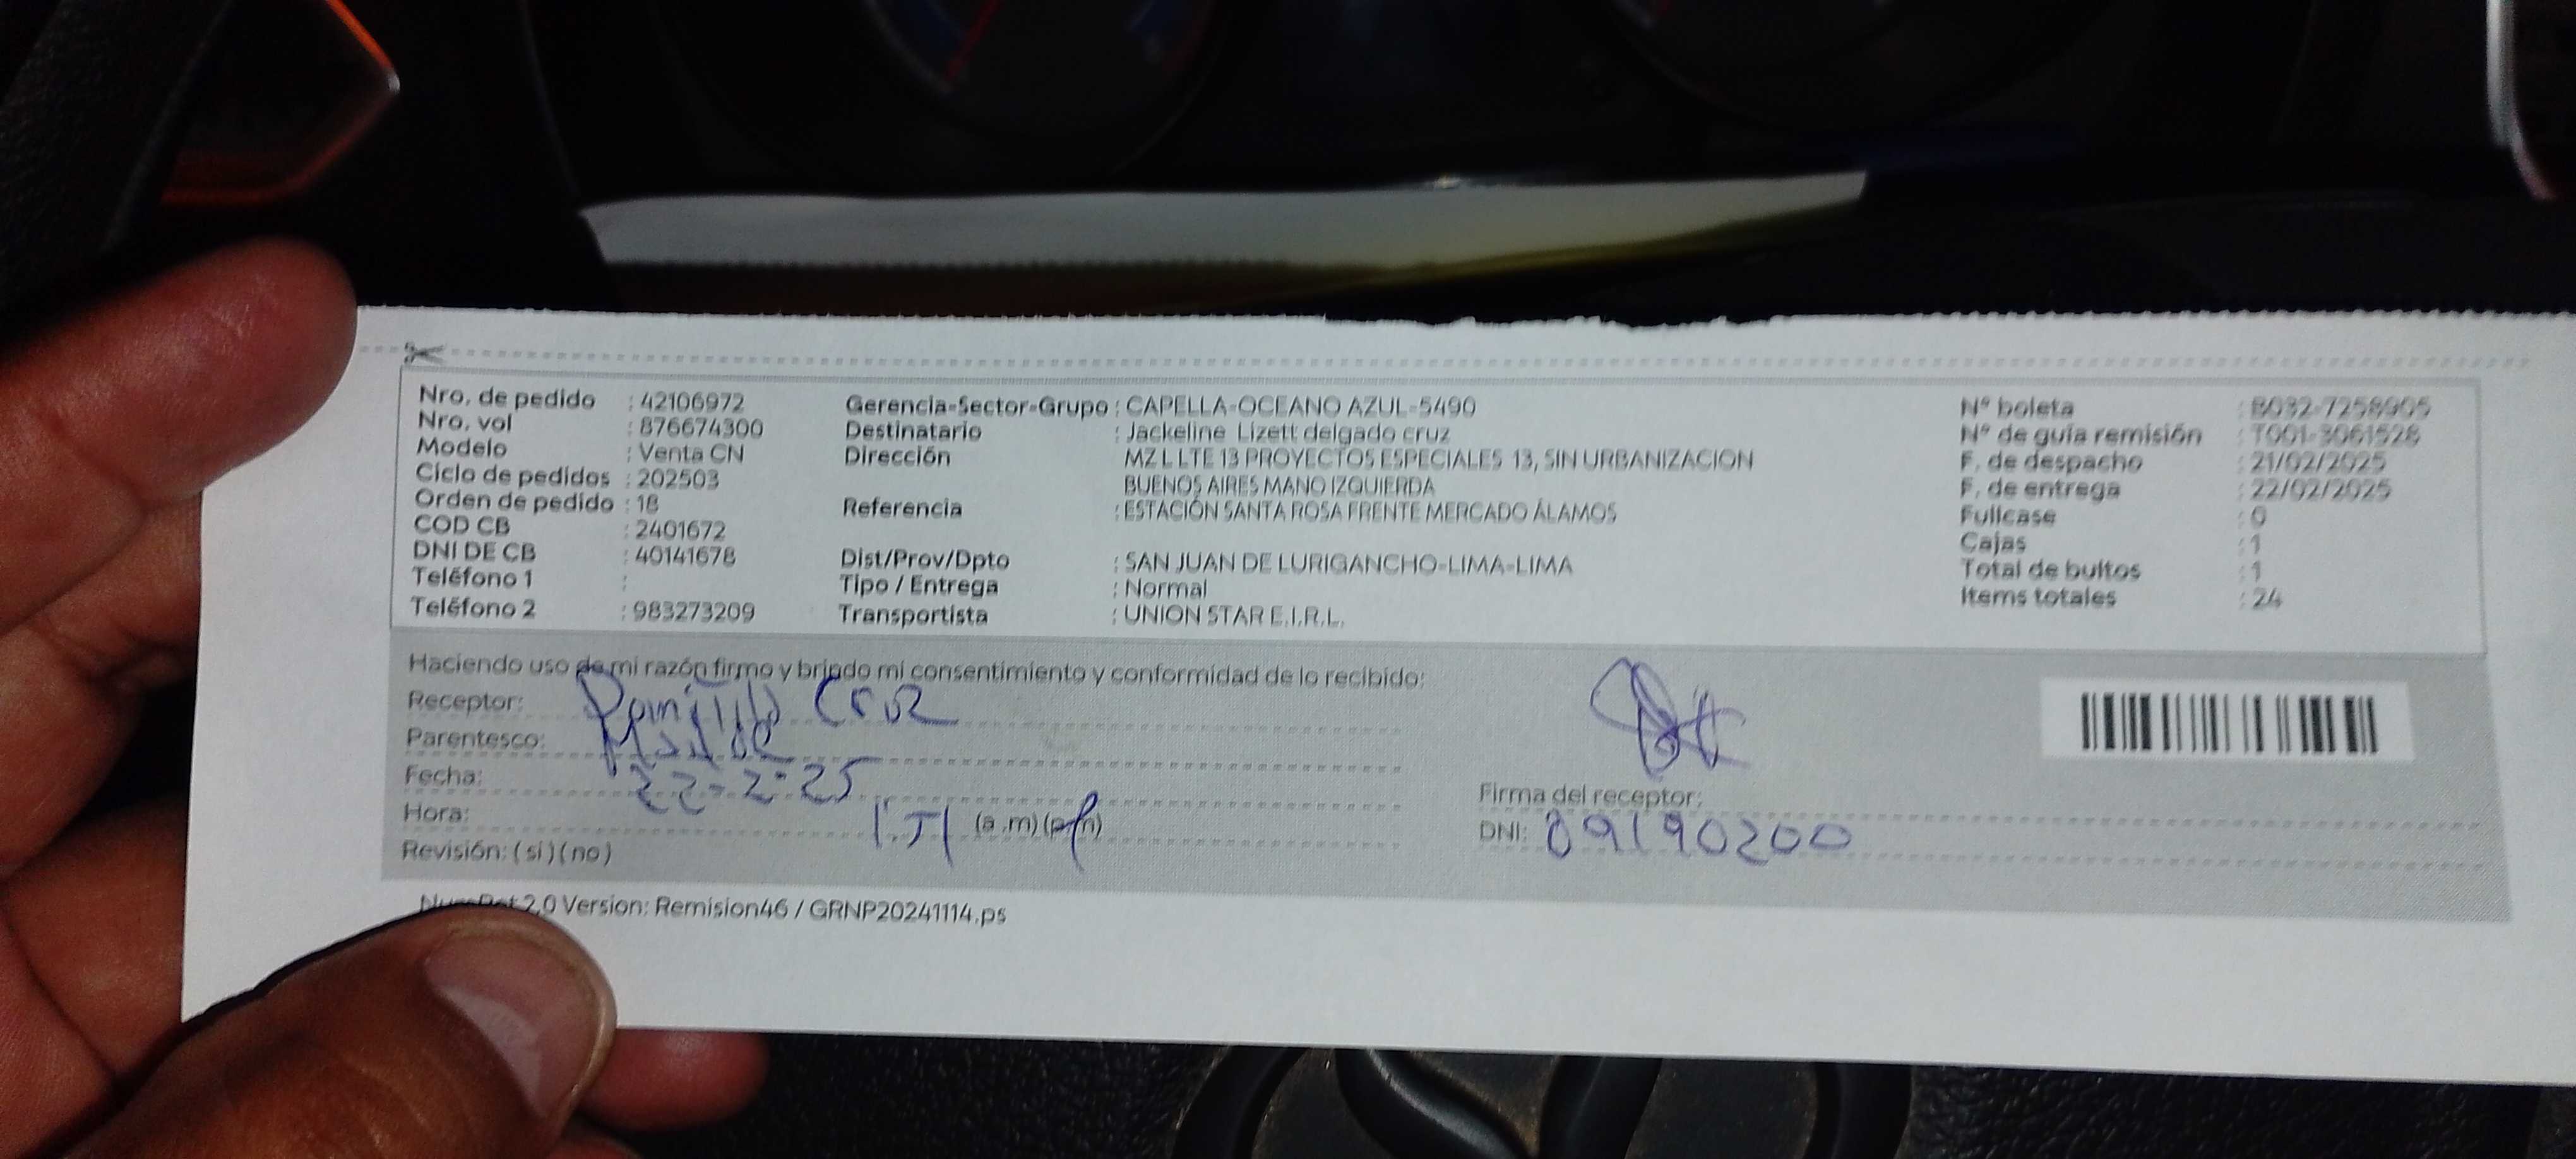 Nro. de pedido : 42106972
Nro. vol : 876674300
Modelo : Venta CN
Ciclo de pedidos : 202503
Orden de pedido : 18
COD CB : 2401672
DNI DE CB : 40141678
Teléfono 1 :
Teléfono 2 : 983273209
Gerencia-Sector-Grupo : CAPELLA-OCEANO AZUL-5490
Destinatario : Jackeline Lizett delgado cruz
Dirección MZ L LTE 13 PROYECTOS ESPECIALES 13, SIN URBANIZACION
BUENOS AIRES MANO IZQUIERDA
Referencia : ESTACIÓN SANTA ROSA FRENTE MERCADO ÁLAMOS
Dist/Prov/Dpto : SAN JUAN DE LURIGANCHO-LIMA-LIMA
Tipo / Entrega : Normal
Transportista : UNION STAR E.I.R.L.
N° boleta : B032-7258905
N° de guía remisión : T001-3061528
F. de despacho : 21/02/2025
F. de entrega : 22/02/2025
Fullcase : 0
Cajas : 1
Total de bultos : 1
Items totales : 24
Haciendo uso de mi razón firmo y brindo mi consentimiento y conformidad de lo recibido:
Receptor: Cruz
Parentesco:
Fecha: 22-2-25
Hora: (a .m) (p.m)
Revisión: ( si ) ( no )
Firma del receptor:
DNI: 09190200
2.0 Version: Remision46 / GRNP20241114.ps